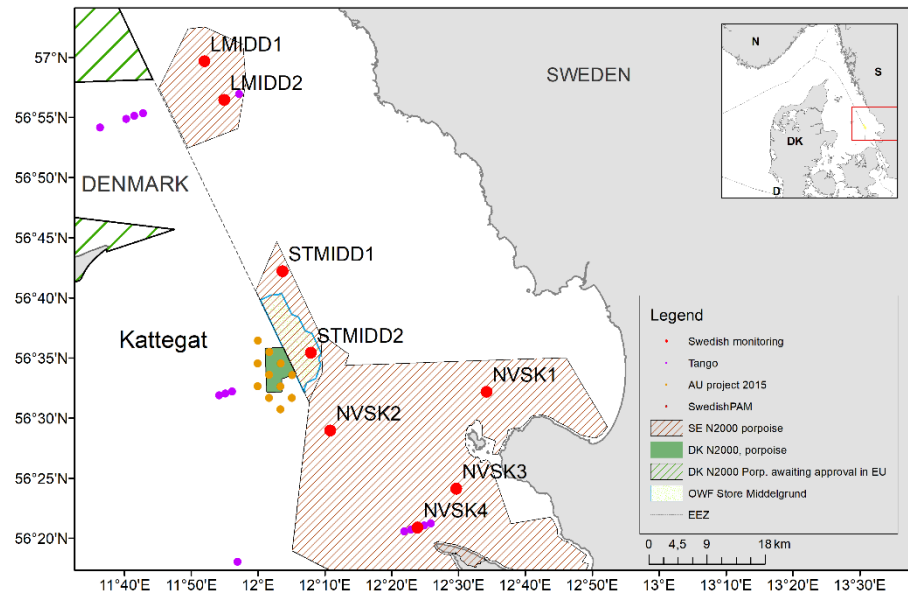 57°N
56°55'N
56°50'N
56°45'N
56°40'N
56°35'N
56°30'N
56°25'N
56°20'N
LMIDD1
LMIDD2
SWEDEN
DENMARK
STMIDD1
Kattegat
STMIDD2
NVSK1
NVSK2
NVSK3
NVSK4
N
S
DK
D
Legend
Swedish monitoring
Tango
AU project 2015
SwedishPAM
SE N2000 porpoise
DK N2000, porpoise
DK N2000 Porp. awaiting approval in EU
OWF Store Middelgrund
EEZ
0 4,5 9 18 km
11°40'E 11°50'E 12°E 12°10'E 12°20'E 12°30'E 12°40'E 12°50'E 13°E 13°10'E 13°20'E 13°30'E